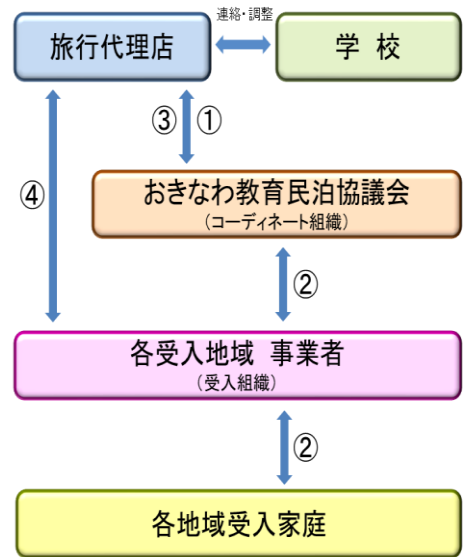 連絡・調整
旅行代理店
学 校
③ ①
④
おきなわ教育民泊協議会
(コーディネート組織)
②
各受入地域 事業者
(受入組織)
②
各地域受入家庭